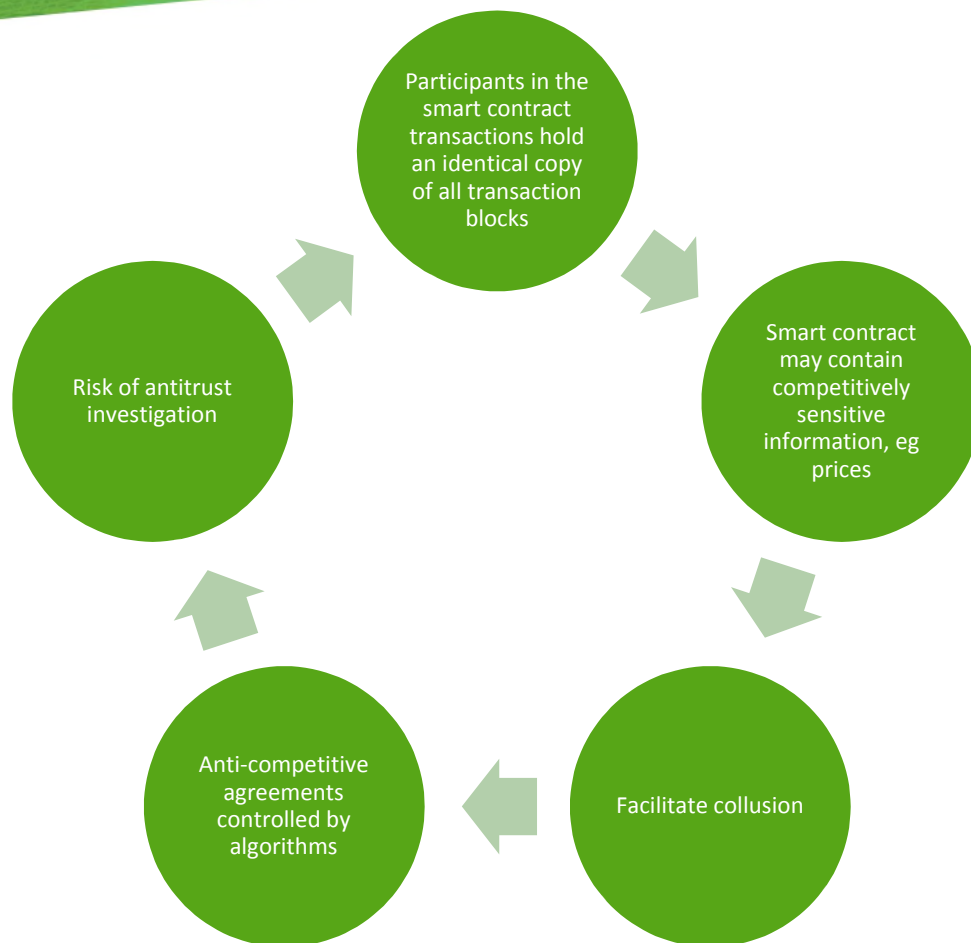 Participants in the
smart contract
transactions hold
an identical copy
of all transaction
blocks
Smart contract
may contain
competitively
sensitive
information, eg
prices
Facilitate collusion
Anti-competitive
agreements
controlled by
algorithms
Risk of antitrust
investigation